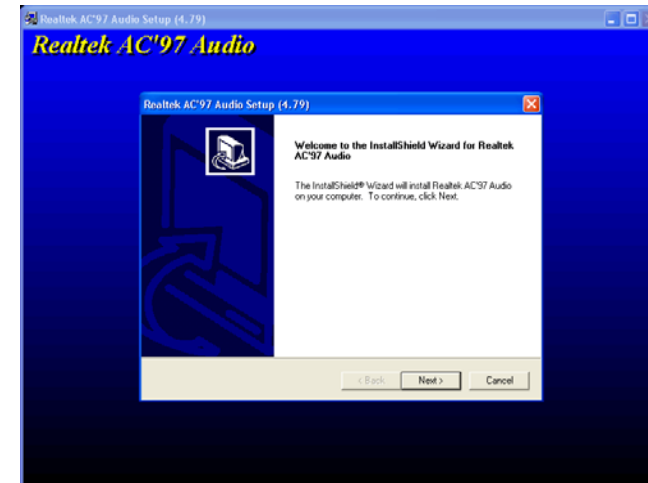 Realtek AC'97 Audio Setup (4.79)
Realtek AC'97 Audio
Realtek AC'97 Audio Setup (4.79)
Welcome to the InstallShield Wizard for Realtek
AC'97 Audio
The InstallShield® Wizard will install Realtek AC'97 Audio
on your computer. To continue, click Next.
< Back Next > Cancel